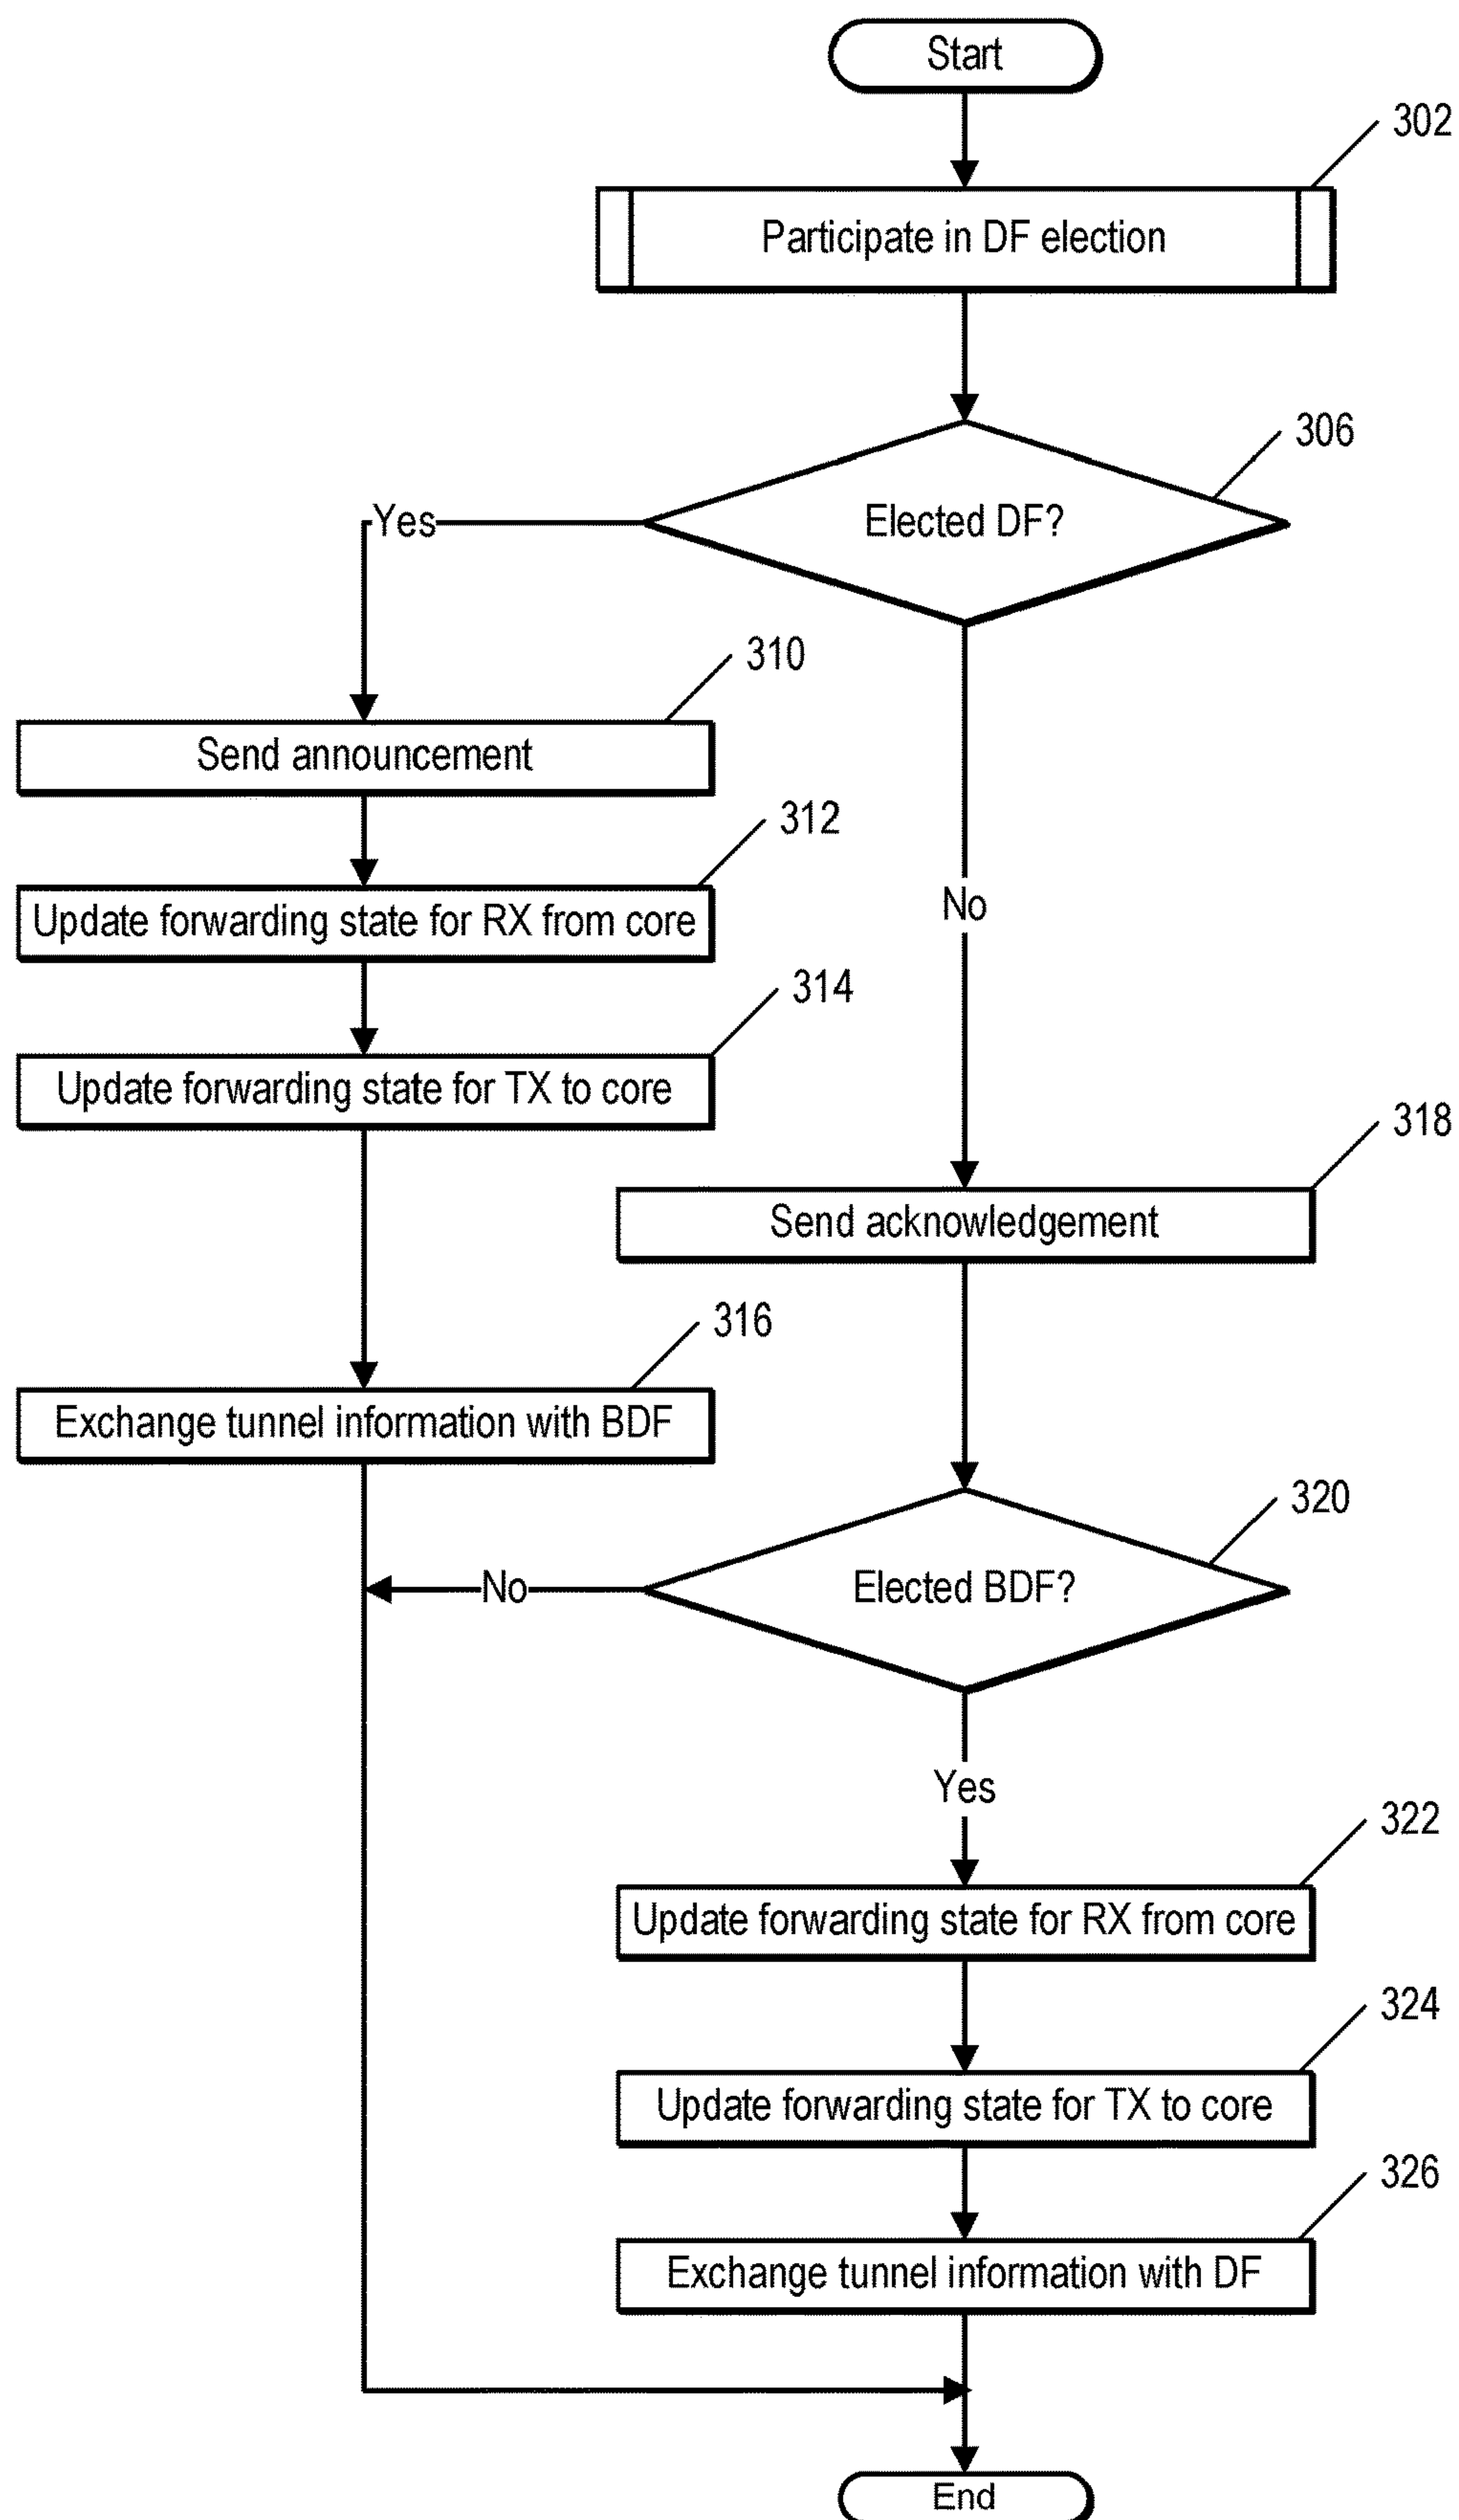 Start
302
Participate in DF election
306
Elected DF?
Yes
310
Send announcement
312
Update forwarding state for RX from core
No
314
Update forwarding state for TX to core
318
Send acknowledgement
316
Exchange tunnel information with BDF
320
Elected BDF?
No
Yes
322
Update forwarding state for RX from core
324
Update forwarding state for TX to core
326
Exchange tunnel information with DF
End